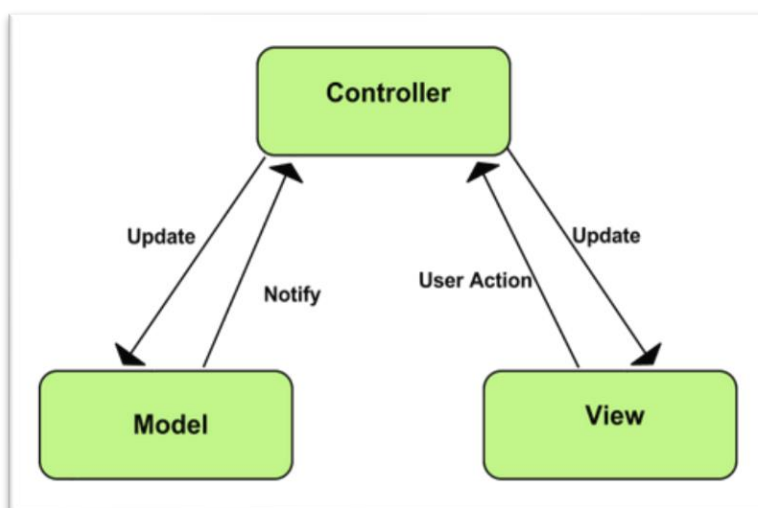 Controller
Update
Update
User Action
Notify
Model
View